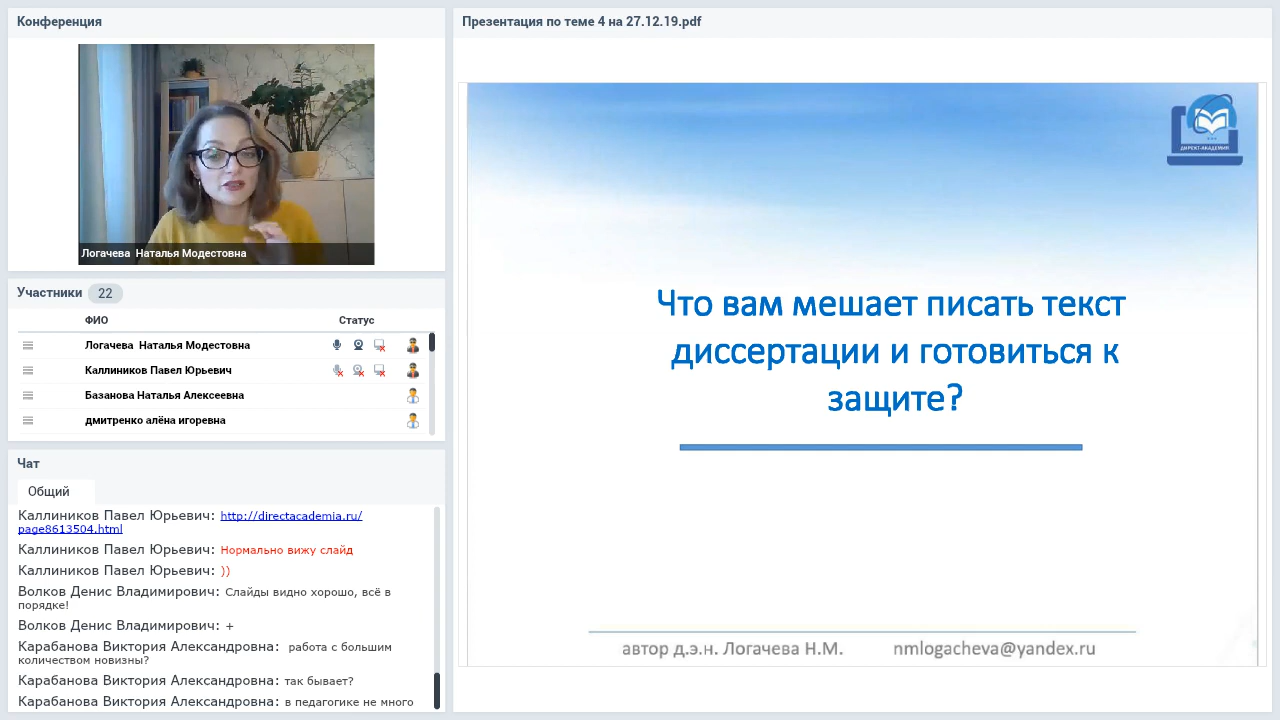 Конференция
Логачева  Наталья Модестовна
Участники 22
ФИО Статус
Логачева  Наталья Модестовна
Каллиников Павел Юрьевич
Базанова Наталья Алексеевна
дмитренко алёна игоревна
Чат
Общий
Каллиников Павел Юрьевич: http://directacademia.ru/
page8613504.html
Каллиников Павел Юрьевич: Нормально вижу слайд
Каллиников Павел Юрьевич: ))
Волков Денис Владимирович: Слайды видно хорошо, всё в
порядке!
Волков Денис Владимирович: +
Карабанова Виктория Александровна:  работа с большим
количеством новизны?
Карабанова Виктория Александровна: так бывает?
Карабанова Виктория Александровна: в педагогике не много
Презентация по теме 4 на 27.12.19.pdf
ДИРЕКТ-АКАДЕМИЯ
Что вам мешает писать текст
диссертации и готовиться к
защите?
автор д.э.н. Логачева Н.М. nmlogacheva@yandex.ru